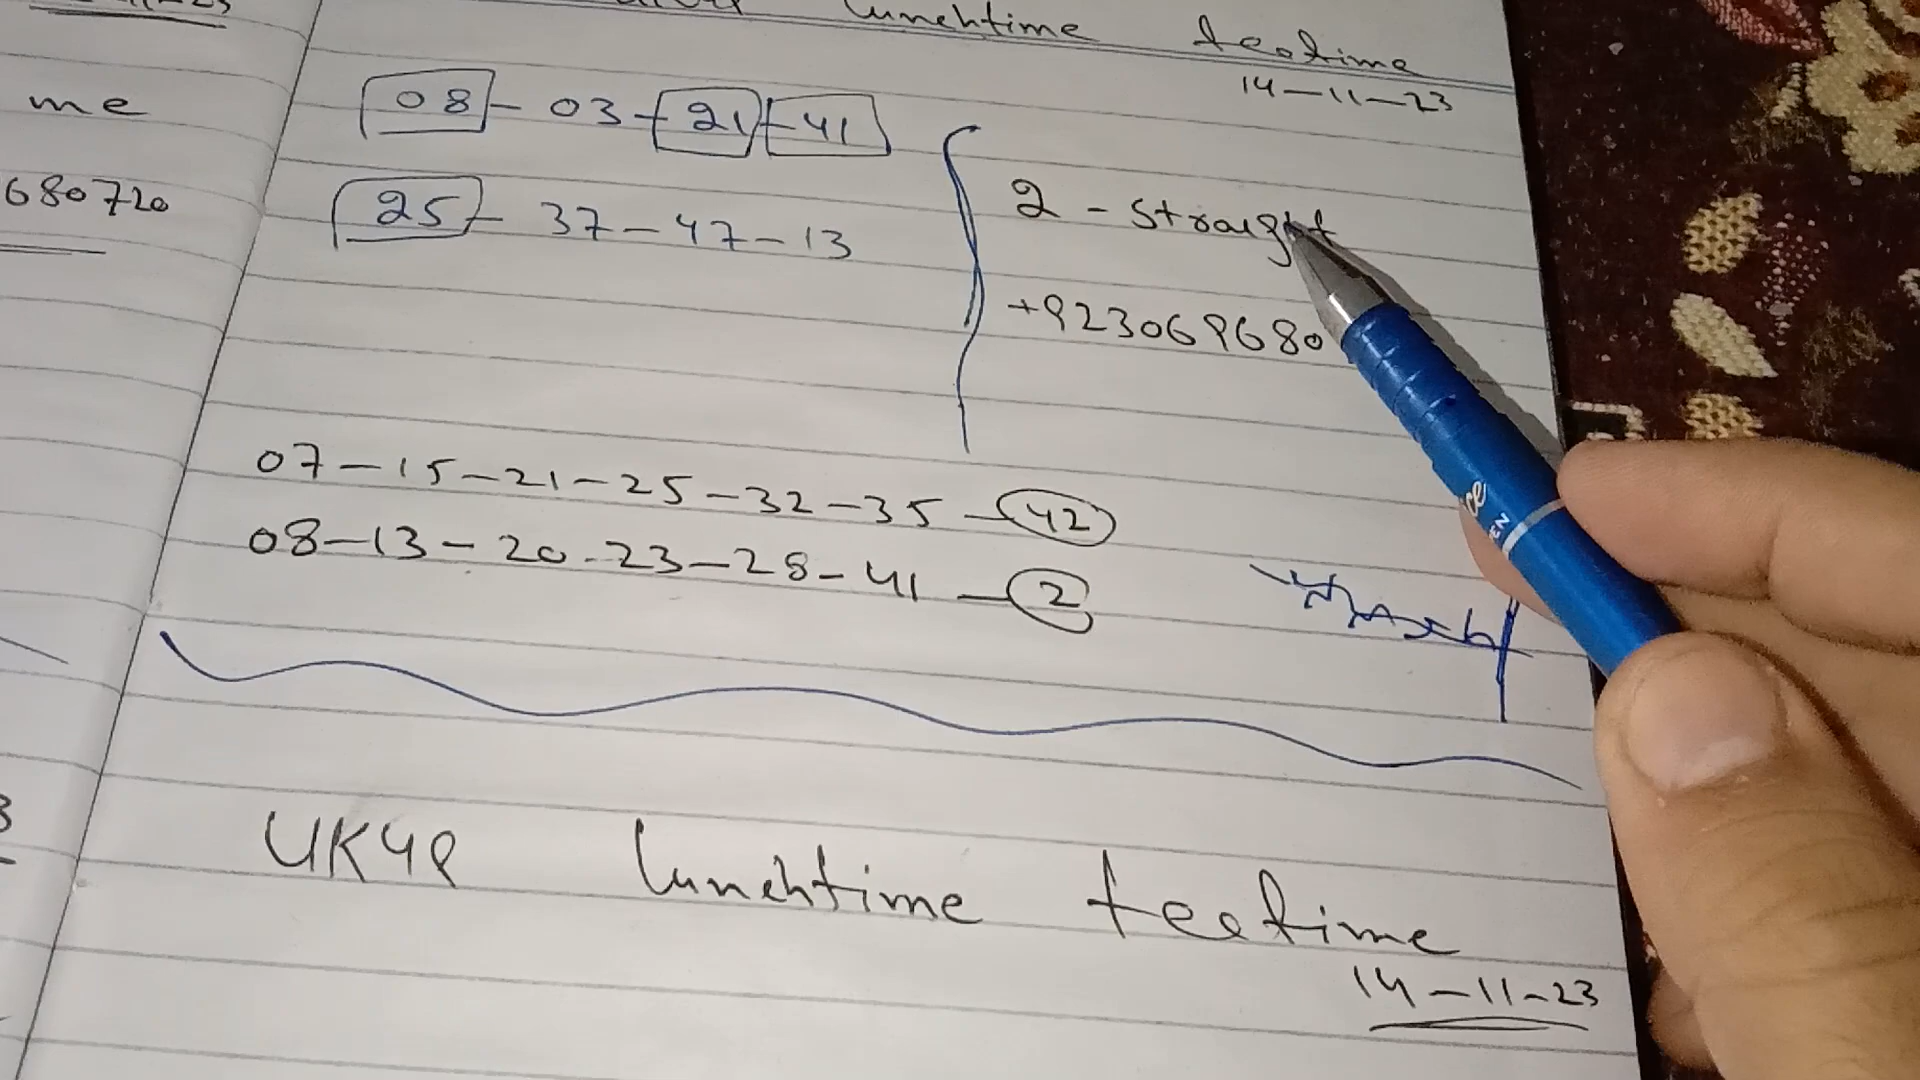 lunchtime teatime
14-11-23
me
680720
08-03-21-41
25-37-47-13
2-Straight
+923069680
07-15-21-25-32-35-42
08-13-20-23-28-41-2
UK49 lunchtime teetime
14-11-23